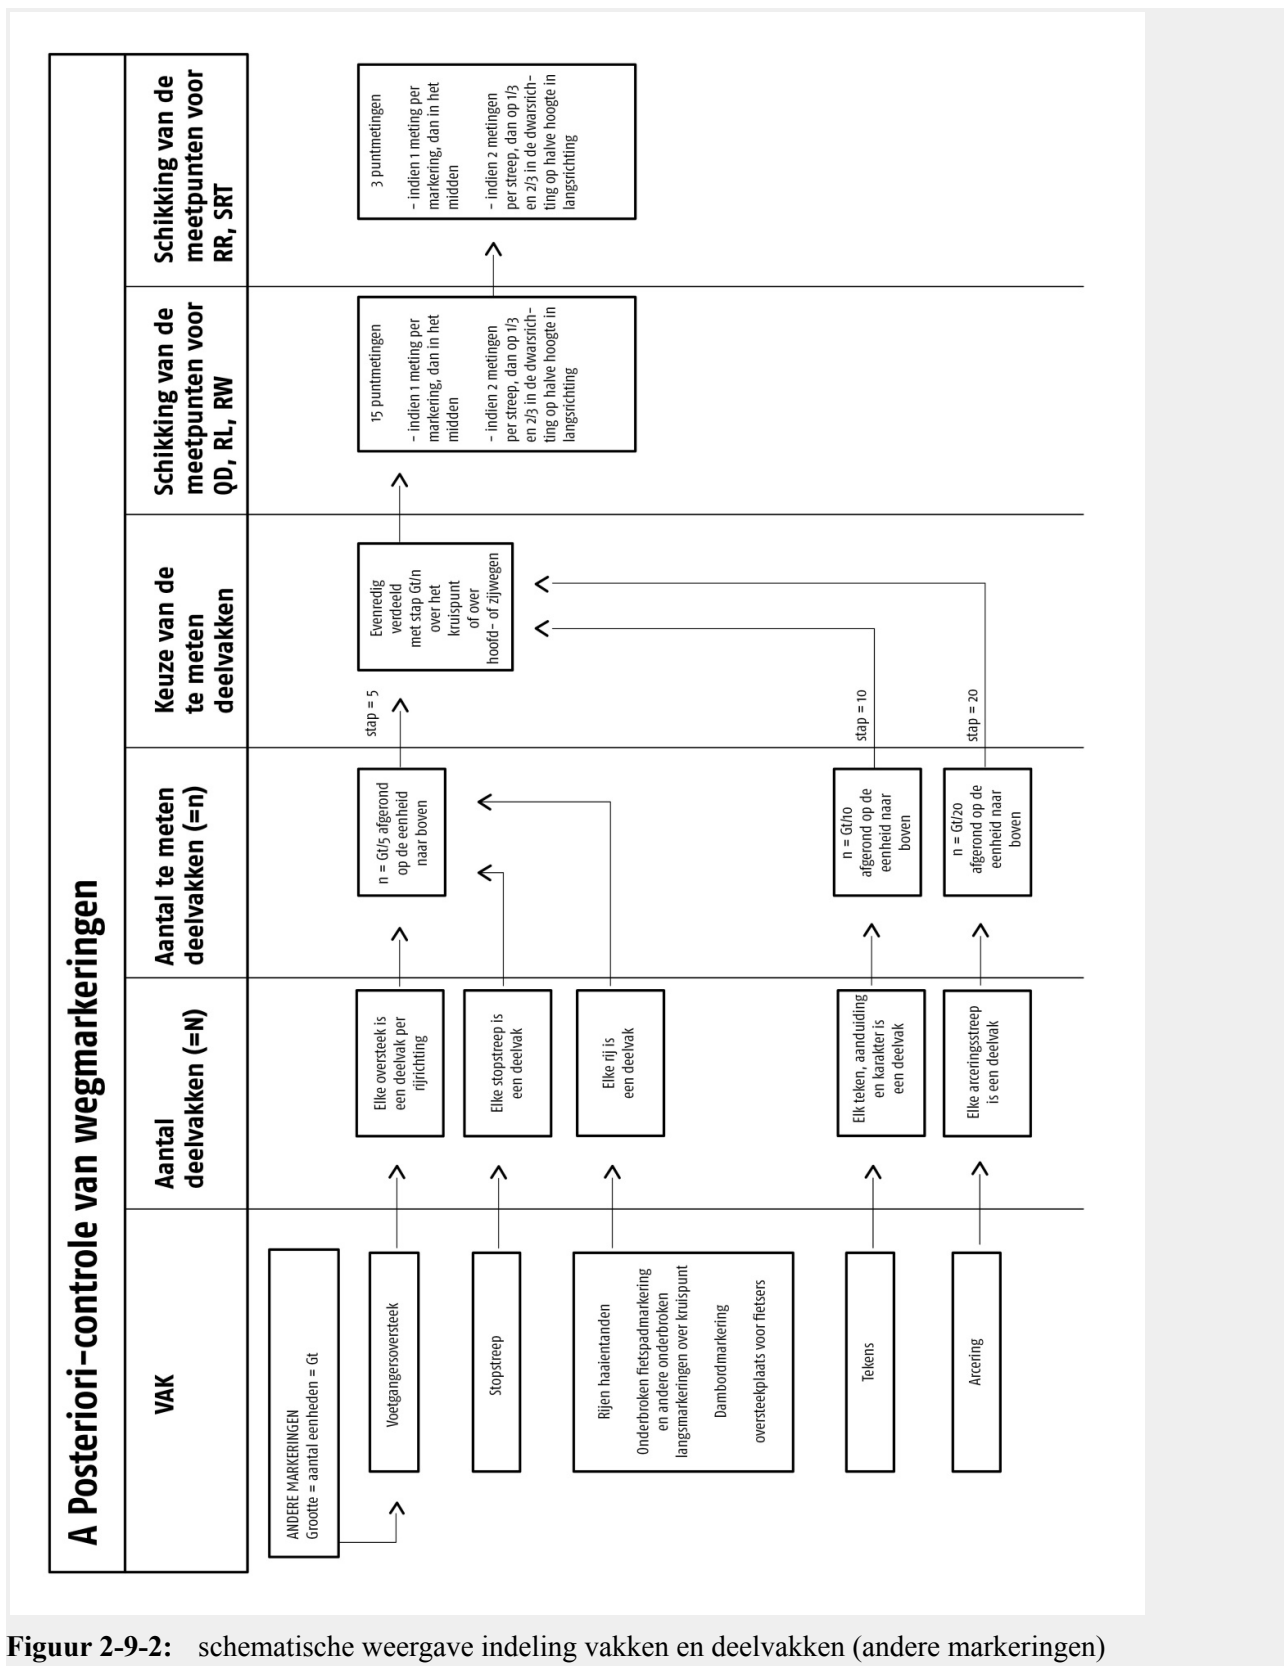 A Posteriori-controle van wegmarkeringen
VAK
Aantal
deelvakken (=N)
Aantal te meten
deelvakken (=n)
Keuze van de
te meten
deelvakken
Schikking van de
meetpunten voor
QD, RL, RW
Schikking van de
meetpunten voor
RR, SRT
ANDERE MARKERINGEN
Grootte = aantal eenheden = Gt
Voetgangersoversteek
Elke oversteek is
een deelvak per
rijrichting
n = Gt/5 afgerond
op de eenheid
naar boven
stap = 5
Evenredig
verdeeld
met stap Gt/n
over het
kruispunt
of over
hoofd- of zijwegen
15 puntmetingen
- indien 1 meting per
markering, dan in het
midden
- indien 2 metingen
per streep, dan op 1/3
en 2/3 in de dwarsrich-
ting op halve hoogte in
langsrichting
3 puntmetingen
- indien 1 meting per
markering, dan in het
midden
- indien 2 metingen
per streep, dan op 1/3
en 2/3 in de dwarsrich-
ting op halve hoogte in
langsrichting
Stopstreep
Elke stopstreep is
een deelvak
Rijen haaientanden
Onderbroken fietspadmarkering
en andere onderbroken
langsmarkeringen over kruispunt
Dambordmarkering
oversteekplaats voor fietsers
Elke rij is
een deelvak
Tekens
Elk teken, aanduiding
en karakter is
een deelvak
n = Gt/10
afgerond op de
eenheid naar
boven
stap = 10
Arcering
Elke arceringsstreep
is een deelvak
n = Gt/20
afgerond op de
eenheid naar
boven
stap = 20
Figuur 2-9-2: schematische weergave indeling vakken en deelvakken (andere markeringen)